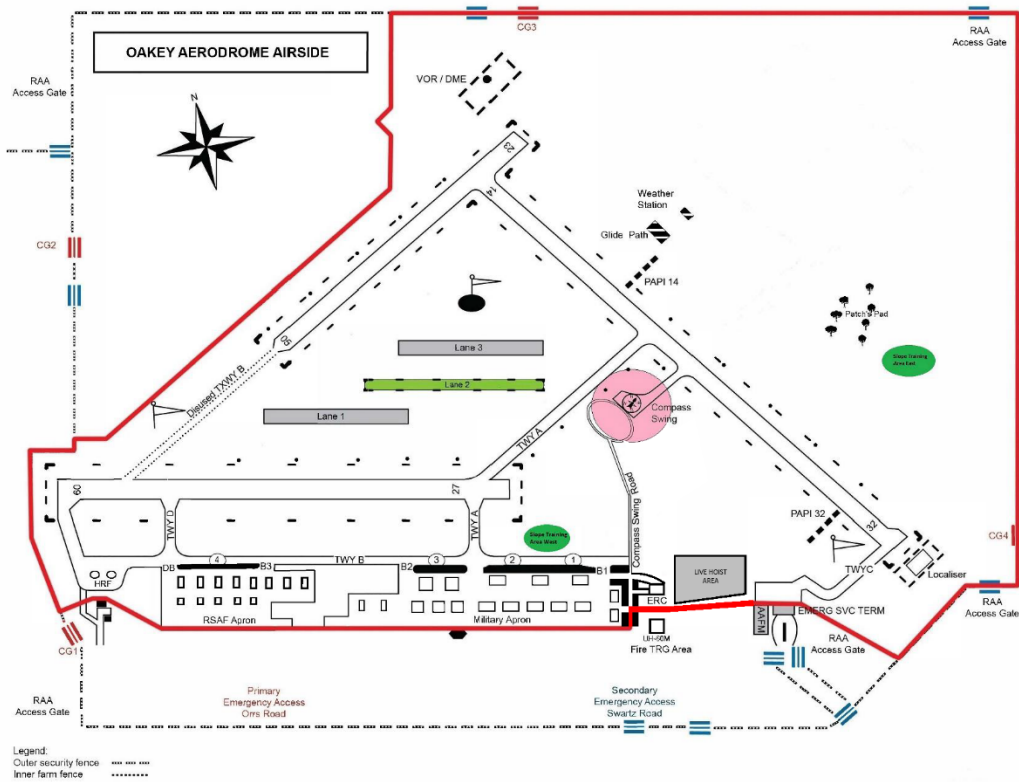 OAKEY AERODROME AIRSIDE
CG3
RAA
Access Gate
RAA
Access Gate
VOR / DME
N
23
14
Weather
Station
Glide Path
CG2
PAPI 14
Patch's Pad
05
Lane 3
Lane 2
Lane 1
Slope Training
Area East
Disused TXWY B
Compass
Swing
TWY A
09
27
Compass Swing Road
PAPI 32
32
CG4
TWY D
TWY A
Slope Training
Area West
TWY B
4
3
2
1
DB
B3
B2
B1
HRF
LIVE HOIST
AREA
TWYC
Localiser
ERC
RSAF Apron
Military Apron
AAFM
EMERG SVC TERM
RAA
Access Gate
CG1
UH-60M
Fire TRG Area
RAA
Access Gate
RAA
Access Gate
Primary
Emergency Access
Orrs Road
Secondary
Emergency Access
Swartz Road
Legend:
Outer security fence
Inner farm fence